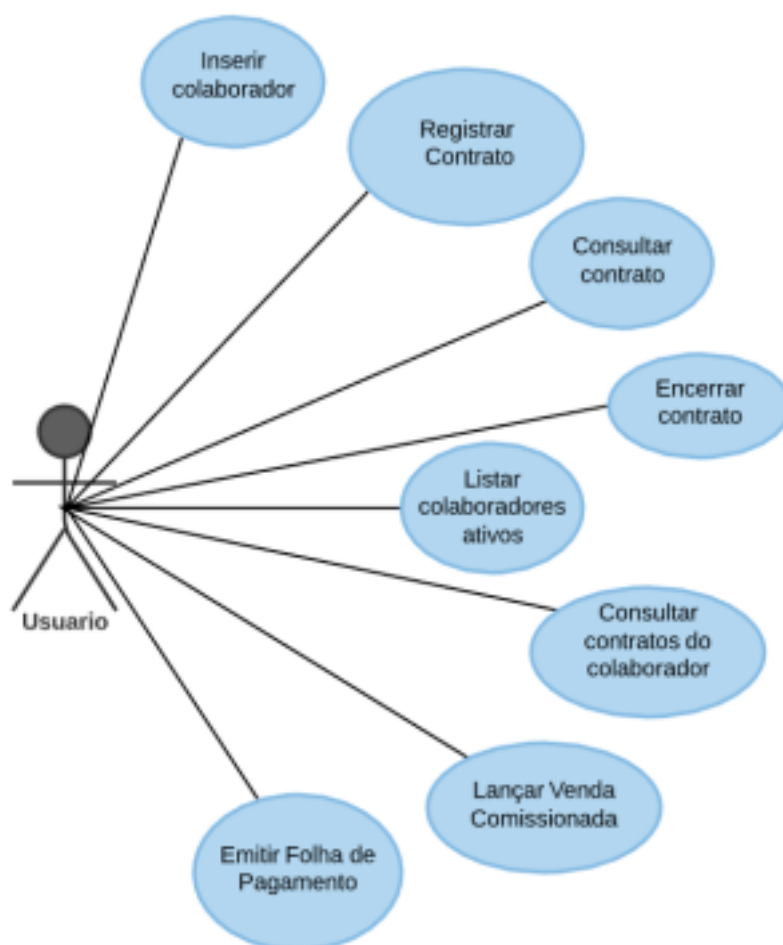 Inserir
colaborador
Registrar
Contrato
Consultar
contrato
Encerrar
contrato
Listar
colaboradores
ativos
Usuario
Consultar
contratos do
colaborador
Lançar Venda
Comissionada
Emitir Folha de
Pagamento